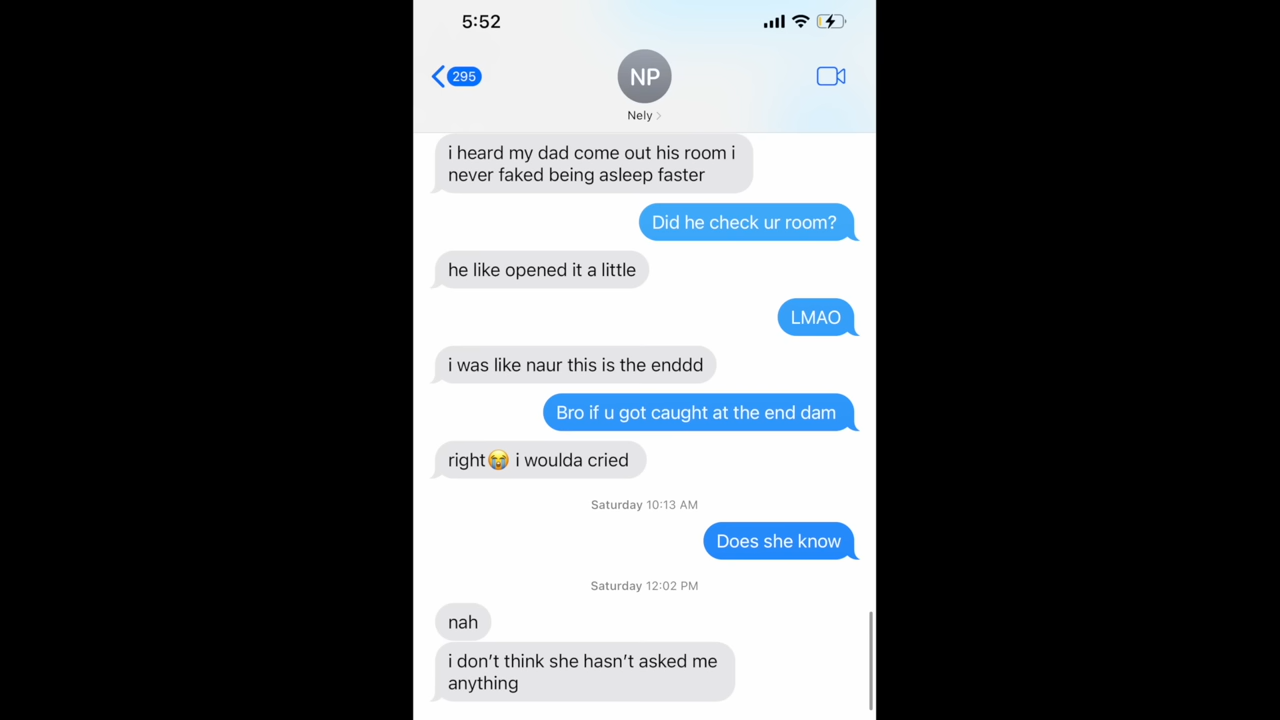 5:52
295
NP
Nely
i heard my dad come out his room i
never faked being asleep faster
Did he check ur room?
he like opened it a little
LMAO
i was like naur this is the enddd
Bro if u got caught at the end dam
right😭 i woulda cried
Saturday 10:13 AM
Does she know
Saturday 12:02 PM
nah
i don’t think she hasn’t asked me
anything